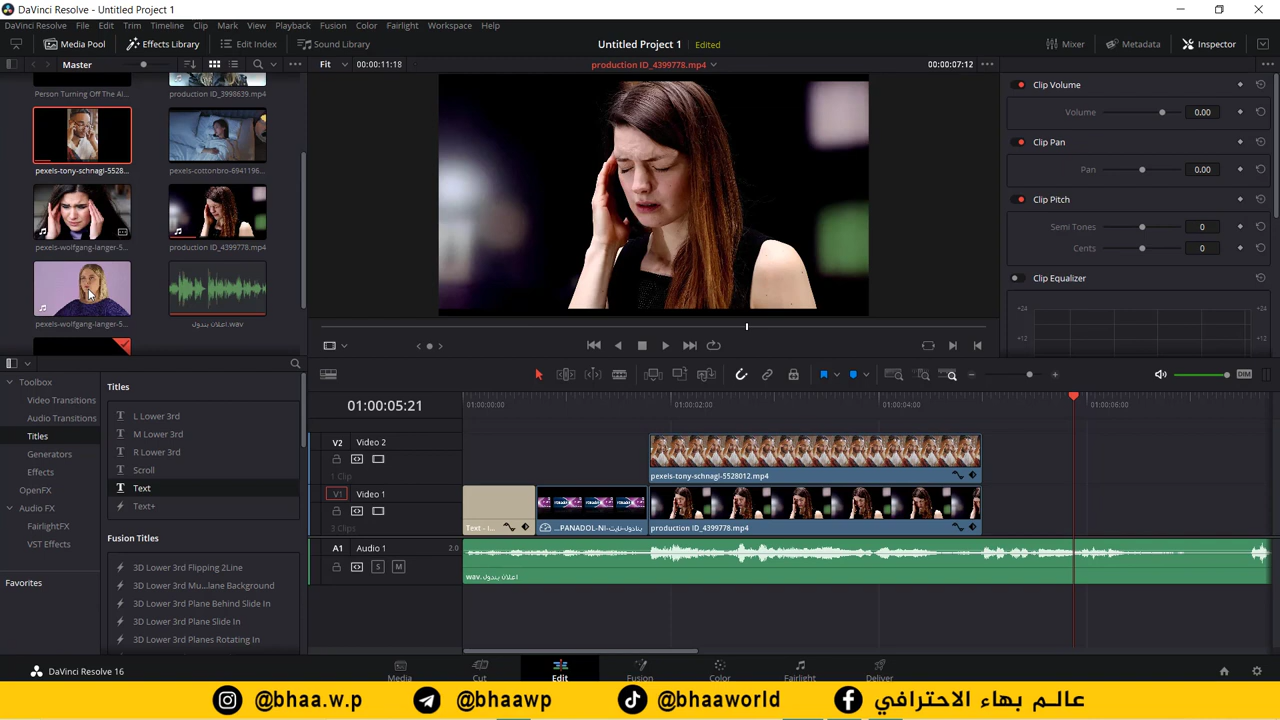 DaVinci Resolve - Untitled Project 1
DaVinci Resolve File Edit Trim Timeline Clip Mark View Playback Fusion Color Fairlight Workspace Help
Media Pool Effects Library Edit Index Sound Library Untitled Project 1 Edited Mixer Metadata Inspector
Master Fit 00:00:11:18 production ID_4399778.mp4 00:00:07:12
Person Turning Off The Al... production ID_3998639.mp4
pexels-tony-schnagl-5528... pexels-cottonbro-6941196...
pexels-wolfgang-langer-5... production ID_4399778.mp4
pexels-wolfgang-langer-5... اعلان بندول.wav
Clip Volume
Volume 0.00
Clip Pan
Pan 0.00
Clip Pitch
Semi Tones 0
Cents 0
Clip Equalizer
+24 +24
+12 +12
Toolbox
Video Transitions
Audio Transitions
Titles
Generators
Effects
OpenFX
Audio FX
FairlightFX
VST Effects
Favorites
Titles
L Lower 3rd
M Lower 3rd
R Lower 3rd
Scroll
Text
Text+
Fusion Titles
3D Lower 3rd Flipping 2Line
3D Lower 3rd Mu...lane Background
3D Lower 3rd Plane Behind Slide In
3D Lower 3rd Plane Slide In
3D Lower 3rd Planes Rotating In
DIM
01:00:05:21 01:00:00:00 01:00:02:00 01:00:04:00 01:00:06:00
V2 Video 2
1 Clip
pexels-tony-schnagl-5528012.mp4
V1 Video 1
3 Clips
Text - ... بنادول-نايت-PANADOL-NI... production ID_4399778.mp4
A1 Audio 1 2.0
S M
اعلان بندول.wav
DaVinci Resolve 16
Media Cut Edit Fusion Color Fairlight Deliver
@bhaa.w.p @bhaawp @bhaaworld عالم بهاء الاحترافي